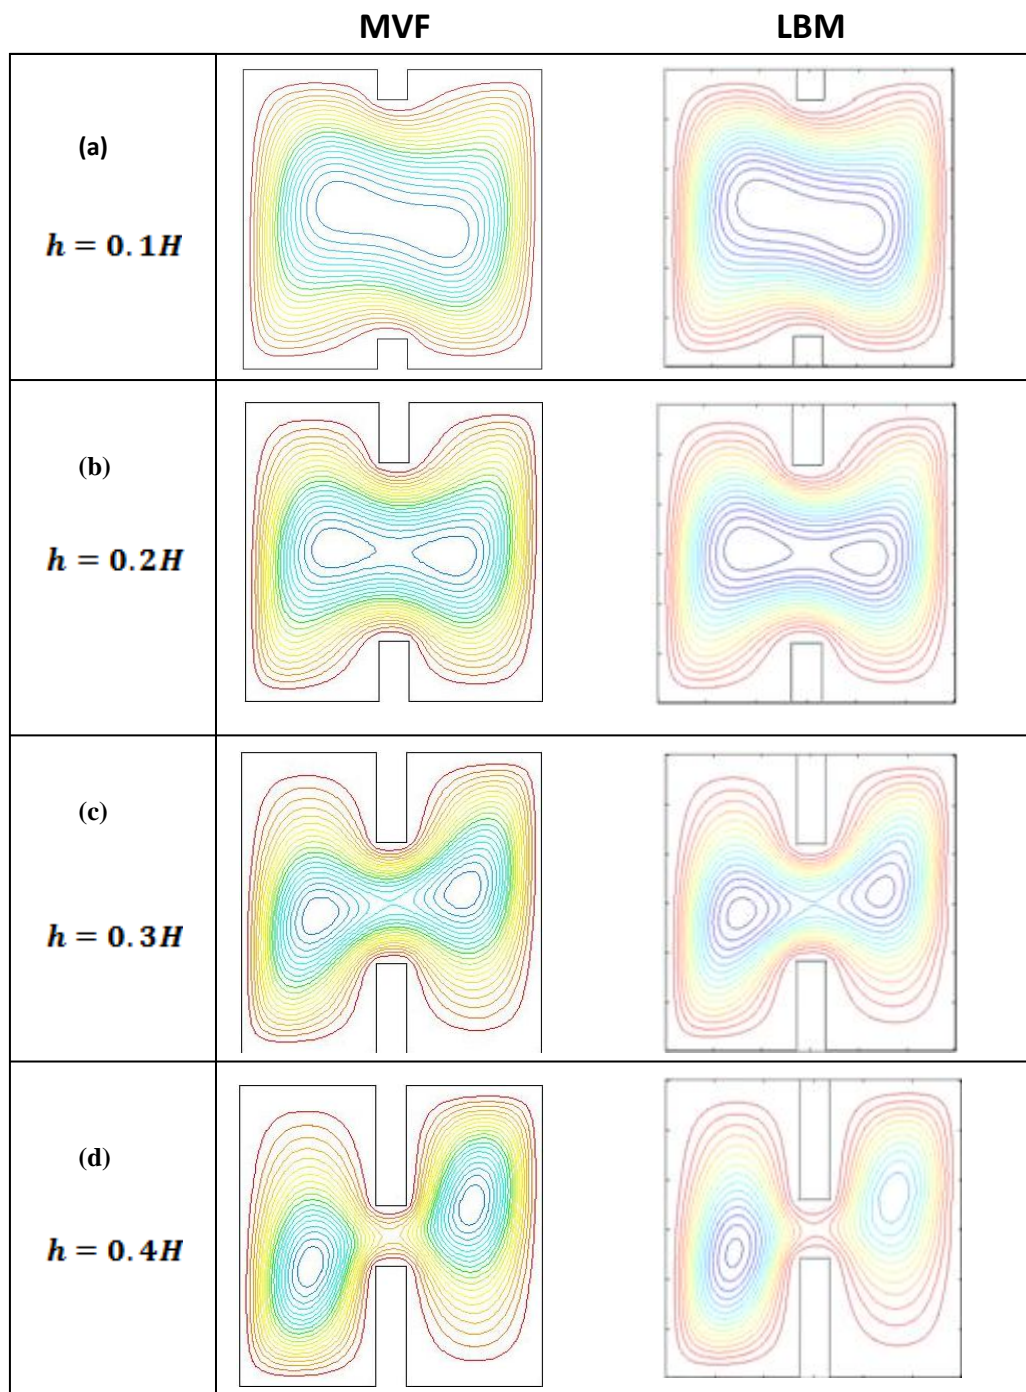 MVF LBM
(a)
h = 0.1H
(b)
h = 0.2H
(c)
h = 0.3H
(d)
h = 0.4H